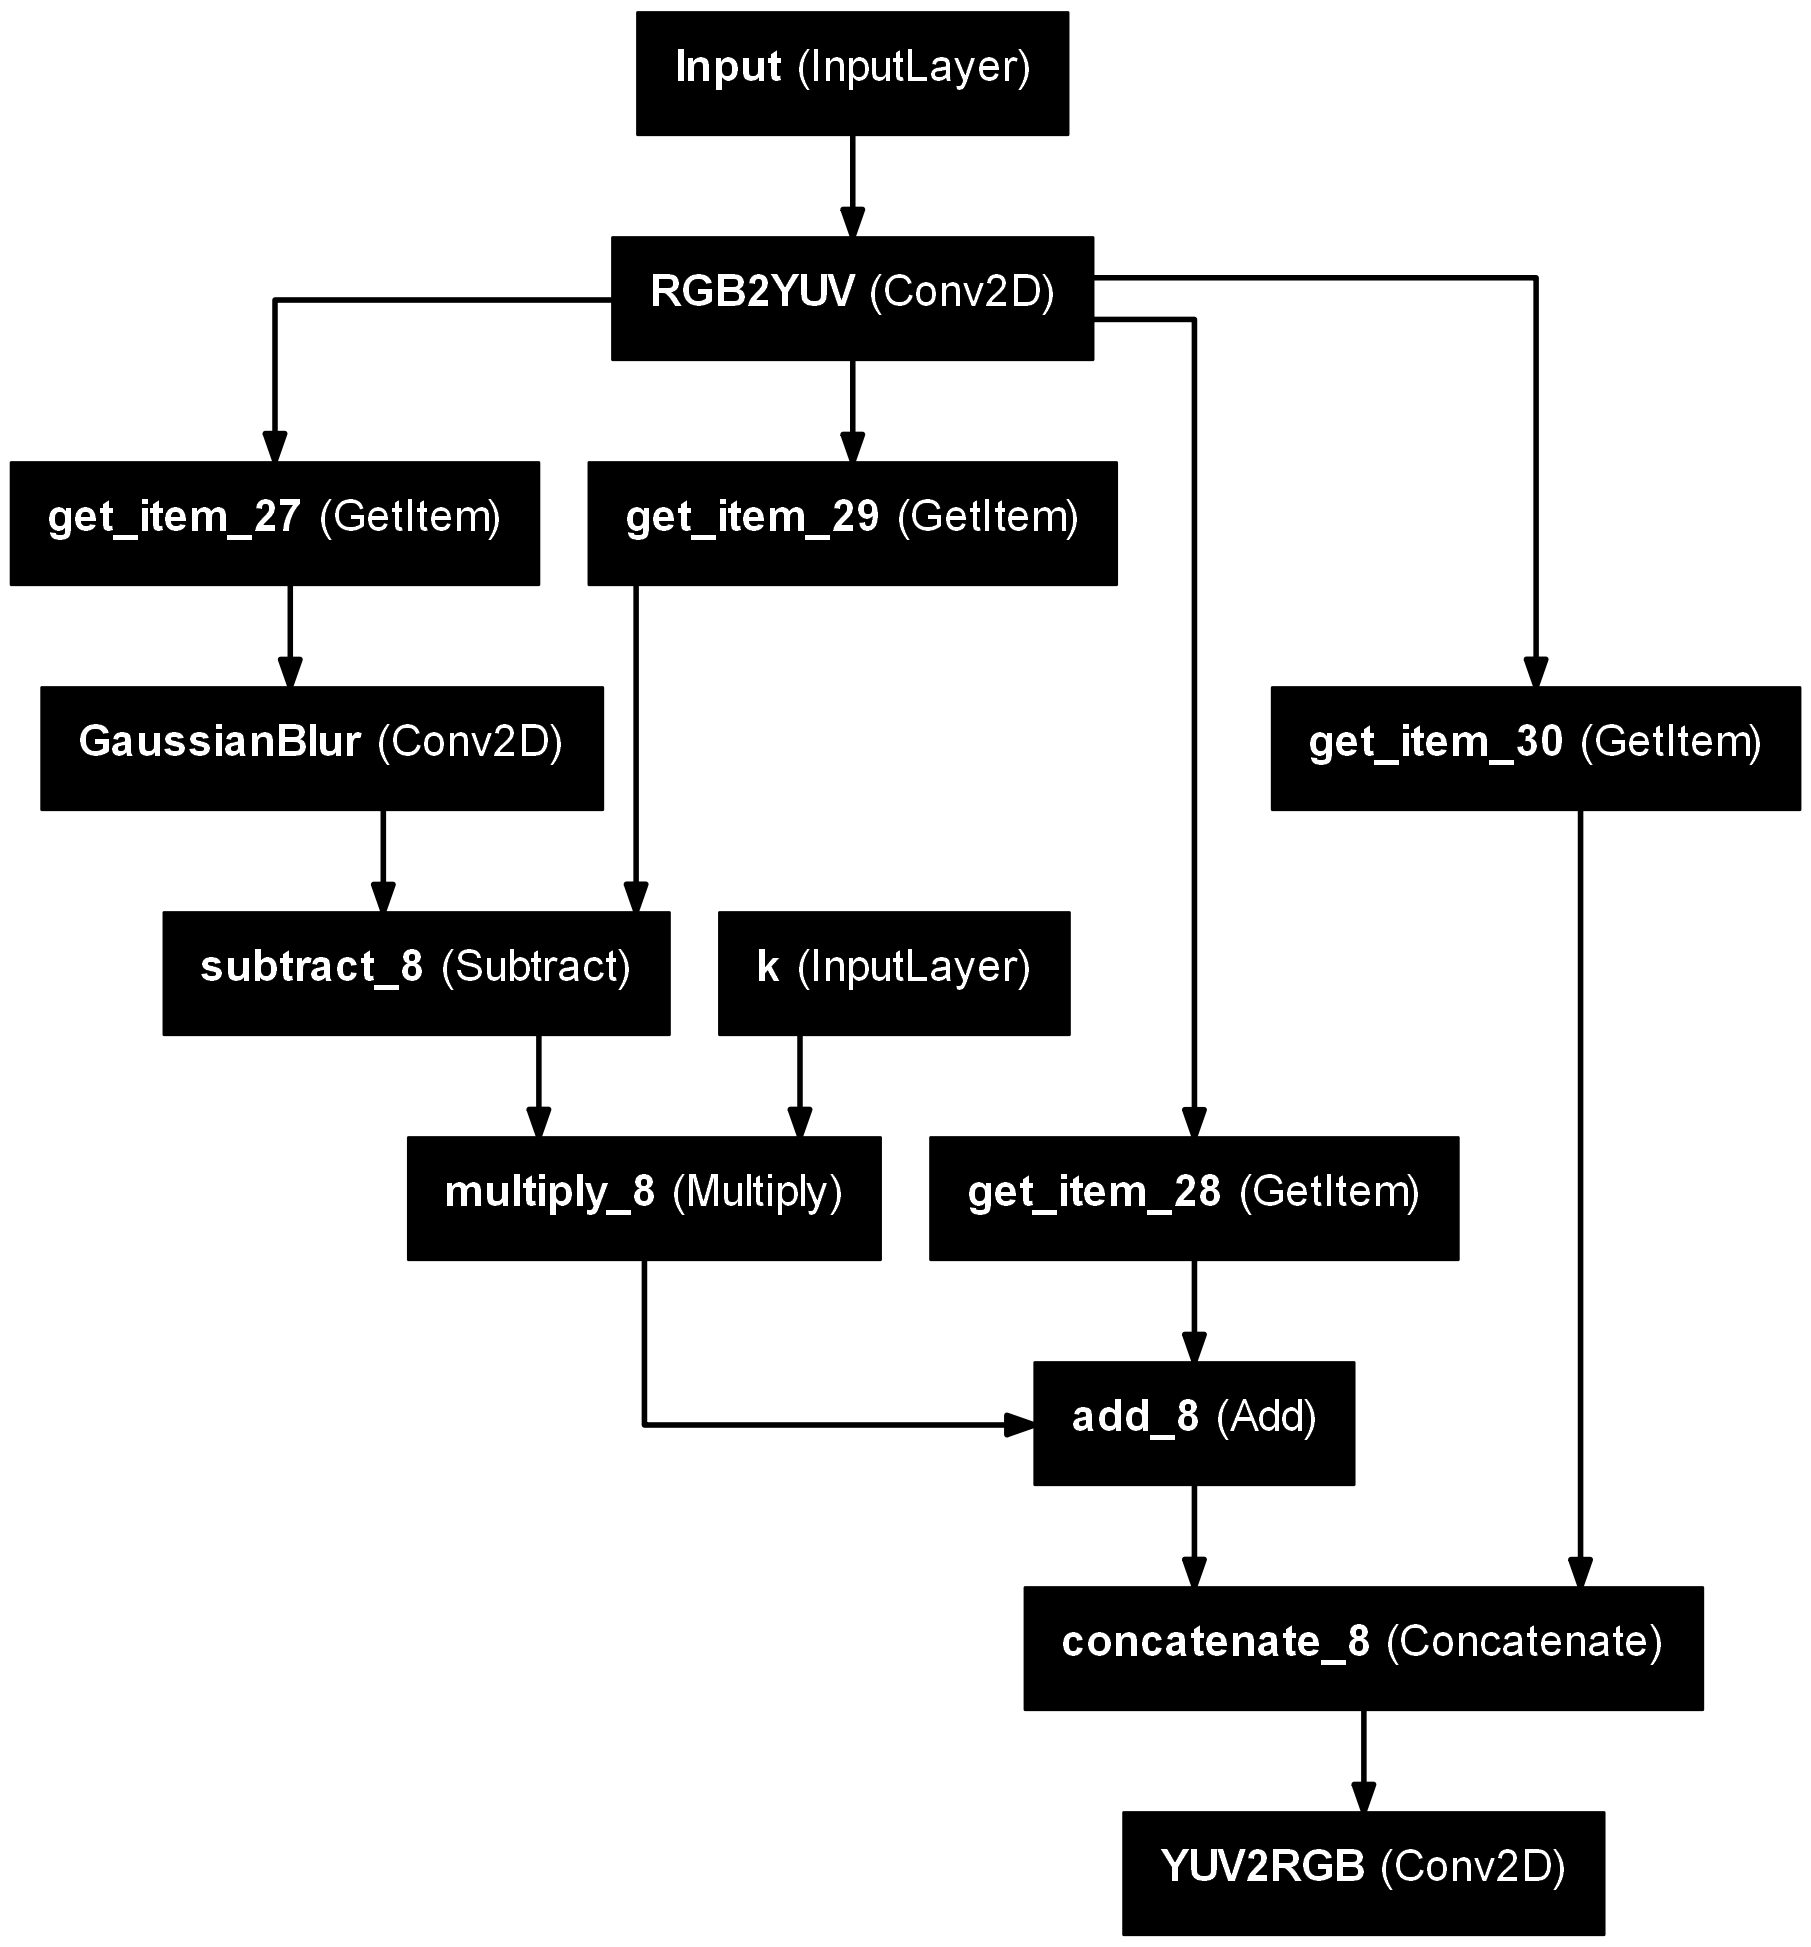 Input (InputLayer)
RGB2YUV (Conv2D)
get_item_27 (GetItem)
get_item_29 (GetItem)
GaussianBlur (Conv2D)
get_item_30 (GetItem)
subtract_8 (Subtract)
k (InputLayer)
multiply_8 (Multiply)
get_item_28 (GetItem)
add_8 (Add)
concatenate_8 (Concatenate)
YUV2RGB (Conv2D)